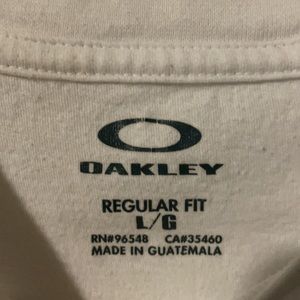 OAKLEY
REGULAR FIT
L/G
RN#96548 CA#35460
MADE IN GUATEMALA